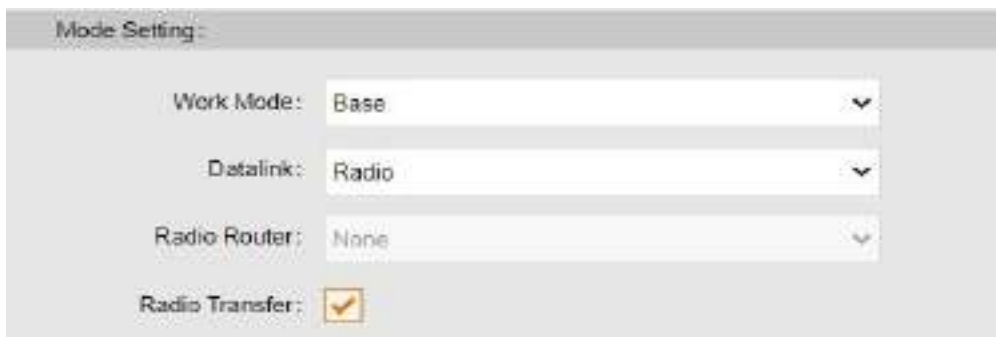 Mode Setting:
Work Mode: Base
Datalink: Radio
Radio Router: None
Radio Transfer: